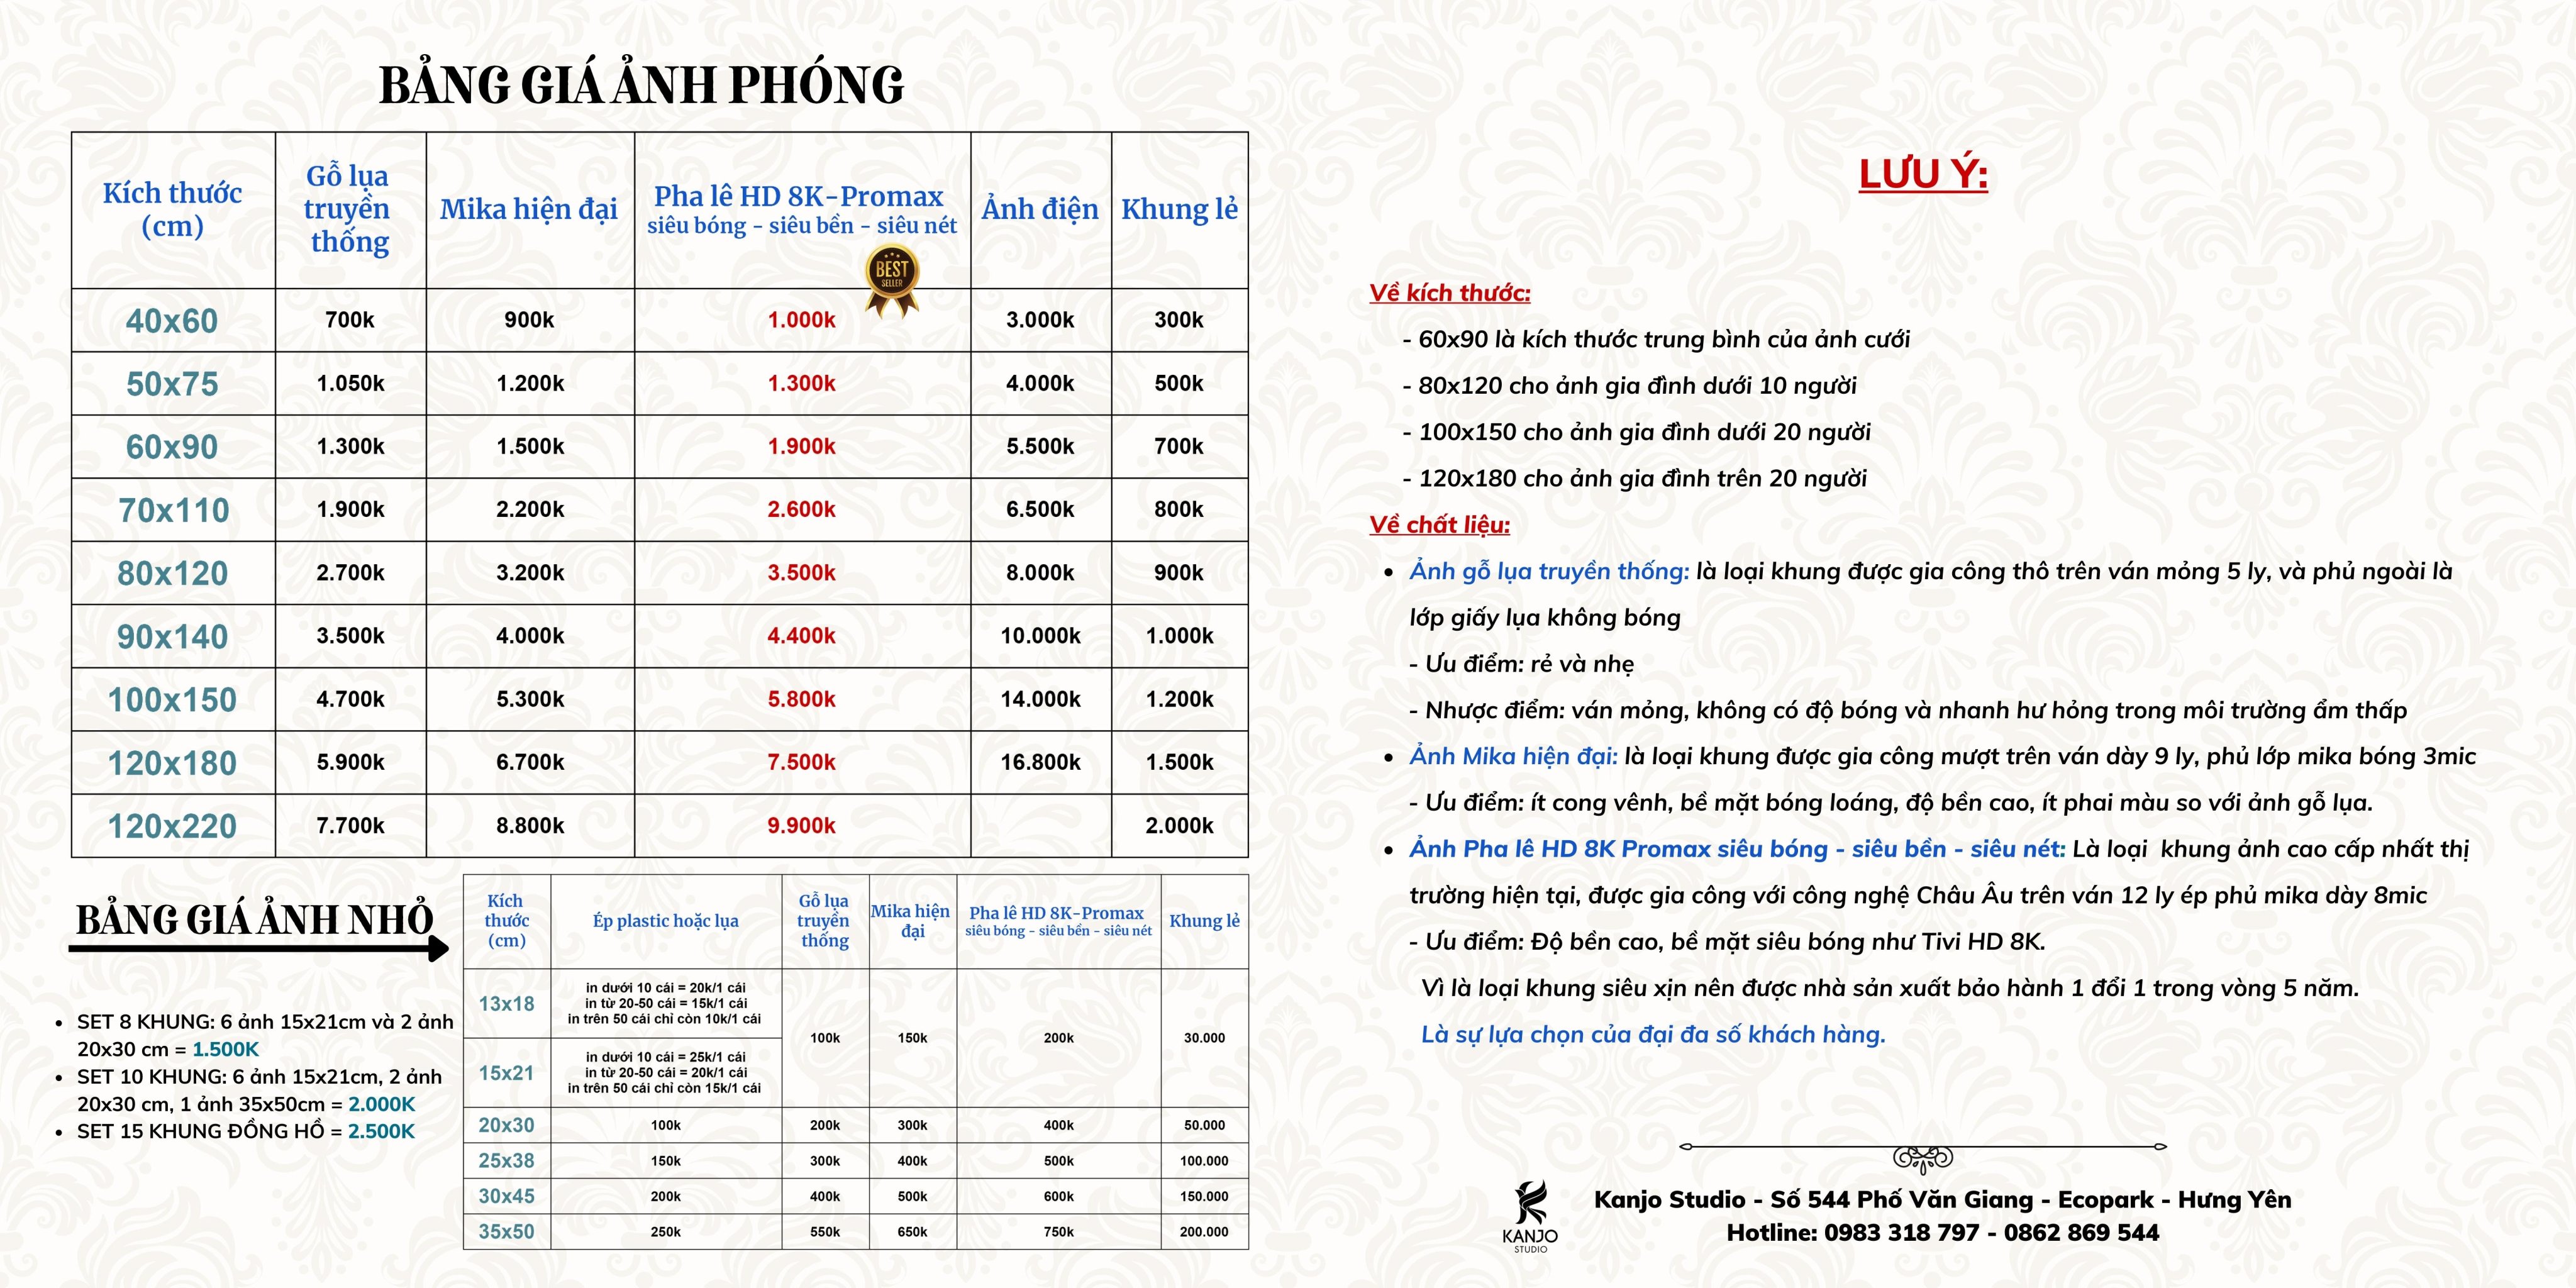 BẢNG GIÁ ẢNH PHÓNG
Kích thước (cm) | Gỗ lụa truyền thống | Mika hiện đại | Pha lê HD 8K-Promax siêu bóng - siêu bền - siêu nét | Ảnh điện | Khung lẻ
BEST SELLER
40x60 | 700k | 900k | 1.000k | 3.000k | 300k
50x75 | 1.050k | 1.200k | 1.300k | 4.000k | 500k
60x90 | 1.300k | 1.500k | 1.900k | 5.500k | 700k
70x110 | 1.900k | 2.200k | 2.600k | 6.500k | 800k
80x120 | 2.700k | 3.200k | 3.500k | 8.000k | 900k
90x140 | 3.500k | 4.000k | 4.400k | 10.000k | 1.000k
100x150 | 4.700k | 5.300k | 5.800k | 14.000k | 1.200k
120x180 | 5.900k | 6.700k | 7.500k | 16.800k | 1.500k
120x220 | 7.700k | 8.800k | 9.900k | | 2.000k
BẢNG GIÁ ẢNH NHỎ
• SET 8 KHUNG: 6 ảnh 15x21cm và 2 ảnh
20x30 cm = 1.500K
• SET 10 KHUNG: 6 ảnh 15x21cm, 2 ảnh
20x30 cm, 1 ảnh 35x50cm = 2.000K
• SET 15 KHUNG ĐỒNG HỒ = 2.500K
Kích thước (cm) | Ép plastic hoặc lụa | Gỗ lụa truyền thống | Mika hiện đại | Pha lê HD 8K-Promax siêu bóng - siêu bền - siêu nét | Khung lẻ
13x18 | in dưới 10 cái = 20k/1 cái
in từ 20-50 cái = 15k/1 cái
in trên 50 cái chỉ còn 10k/1 cái
100k | 150k | 200k | 30.000
15x21 | in dưới 10 cái = 25k/1 cái
in từ 20-50 cái = 20k/1 cái
in trên 50 cái chỉ còn 15k/1 cái
20x30 | 100k | 200k | 300k | 400k | 50.000
25x38 | 150k | 300k | 400k | 500k | 100.000
30x45 | 200k | 400k | 500k | 600k | 150.000
35x50 | 250k | 550k | 650k | 750k | 200.000
LƯU Ý:
Về kích thước:
- 60x90 là kích thước trung bình của ảnh cưới
- 80x120 cho ảnh gia đình dưới 10 người
- 100x150 cho ảnh gia đình dưới 20 người
- 120x180 cho ảnh gia đình trên 20 người
Về chất liệu:
• Ảnh gỗ lụa truyền thống: là loại khung được gia công thô trên ván mỏng 5 ly, và phủ ngoài là
lớp giấy lụa không bóng
- Ưu điểm: rẻ và nhẹ
- Nhược điểm: ván mỏng, không có độ bóng và nhanh hư hỏng trong môi trường ẩm thấp
• Ảnh Mika hiện đại: là loại khung được gia công mượt trên ván dày 9 ly, phủ lớp mika bóng 3mic
- Ưu điểm: ít cong vênh, bề mặt bóng loáng, độ bền cao, ít phai màu so với ảnh gỗ lụa.
• Ảnh Pha lê HD 8K Promax siêu bóng - siêu bền - siêu nét: Là loại khung ảnh cao cấp nhất thị
trường hiện tại, được gia công với công nghệ Châu Âu trên ván 12 ly ép phủ mika dày 8mic
- Ưu điểm: Độ bền cao, bề mặt siêu bóng như Tivi HD 8K.
Vì là loại khung siêu xịn nên được nhà sản xuất bảo hành 1 đổi 1 trong vòng 5 năm.
Là sự lựa chọn của đại đa số khách hàng.
KANJO
STUDIO
Kanjo Studio - Số 544 Phố Văn Giang - Ecopark - Hưng Yên
Hotline: 0983 318 797 - 0862 869 544